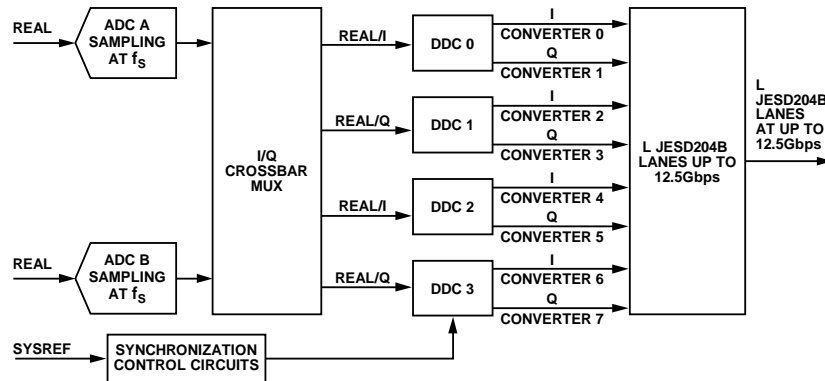 REAL
ADC A
SAMPLING
AT fS
I/Q
CROSSBAR
MUX
REAL/I
DDC 0
I
CONVERTER 0
Q
CONVERTER 1
REAL/Q
DDC 1
I
CONVERTER 2
Q
CONVERTER 3
REAL/I
DDC 2
I
CONVERTER 4
Q
CONVERTER 5
REAL
ADC B
SAMPLING
AT fS
REAL/Q
DDC 3
I
CONVERTER 6
Q
CONVERTER 7
L JESD204B
LANES UP TO
12.5Gbps
L
JESD204B
LANES
AT UP TO
12.5Gbps
SYSREF
SYNCHRONIZATION
CONTROL CIRCUITS